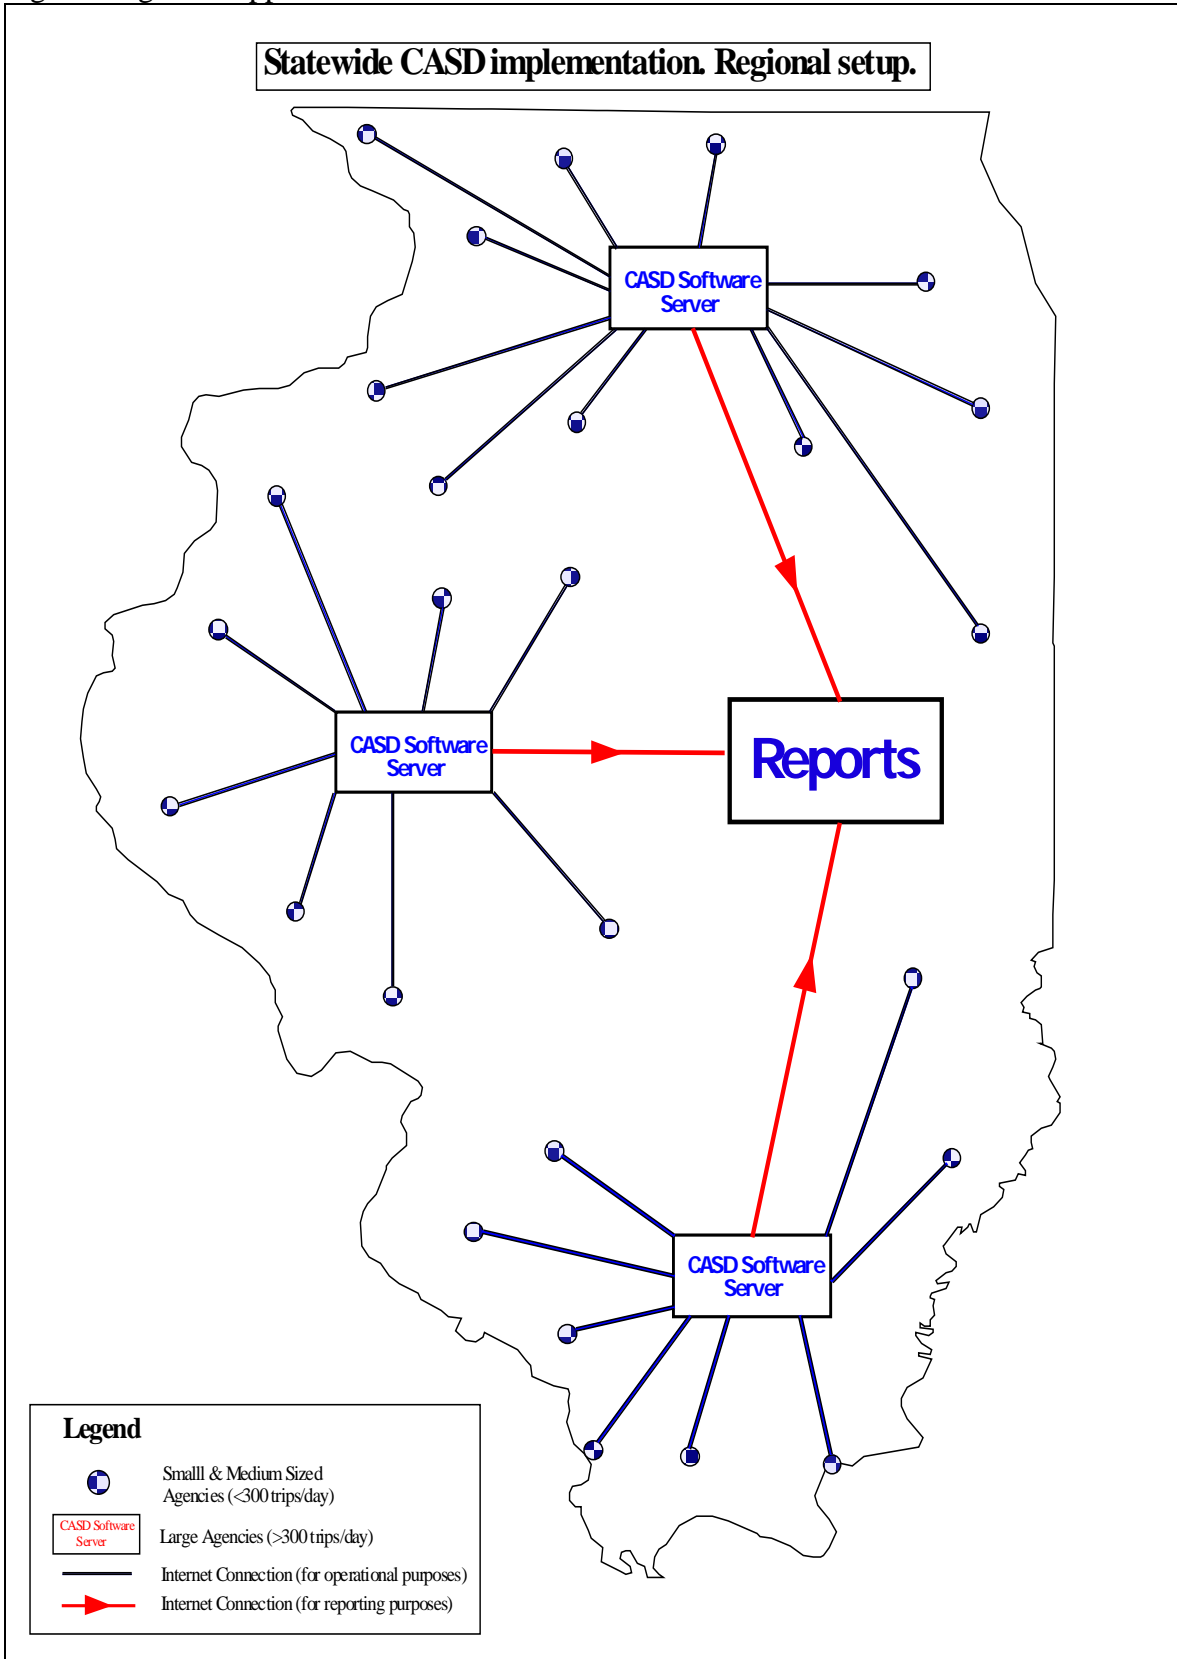 Statewide CASD implementation. Regional setup.
CASD Software
Server
CASD Software
Server
Reports
CASD Software
Server
Legend
Smalll & Medium Sized
Agencies (<300 trips/day)
CASD Software
Server
Large Agencies (>300 trips/day)
Internet Connection (for operational purposes)
Internet Connection (for reporting purposes)